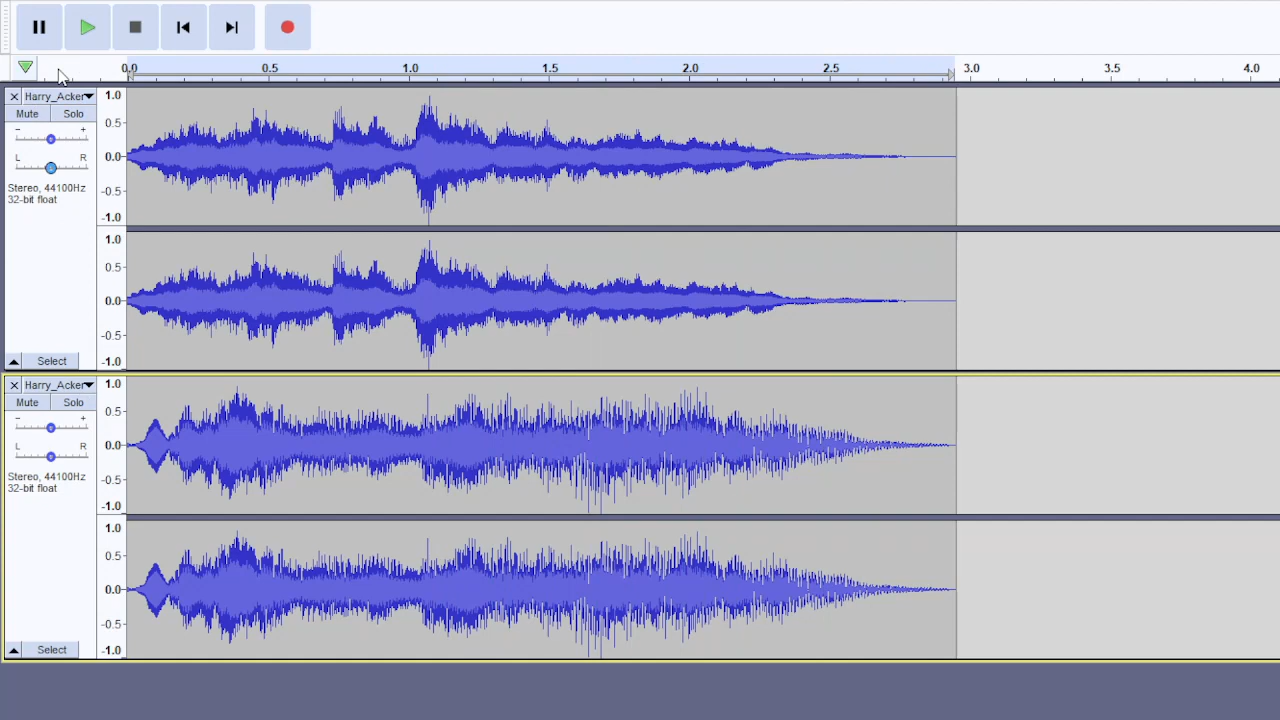 0.0 0.5 1.0 1.5 2.0 2.5 3.0 3.5 4.0
Harry_Acker
Mute Solo
- +
L R
Stereo, 44100Hz
32-bit float
Select
1.0
0.5
0.0
-0.5
-1.0
1.0
0.5
0.0
-0.5
-1.0
Harry_Acker
Mute Solo
- +
L R
Stereo, 44100Hz
32-bit float
Select
1.0
0.5
0.0
-0.5
-1.0
1.0
0.5
0.0
-0.5
-1.0